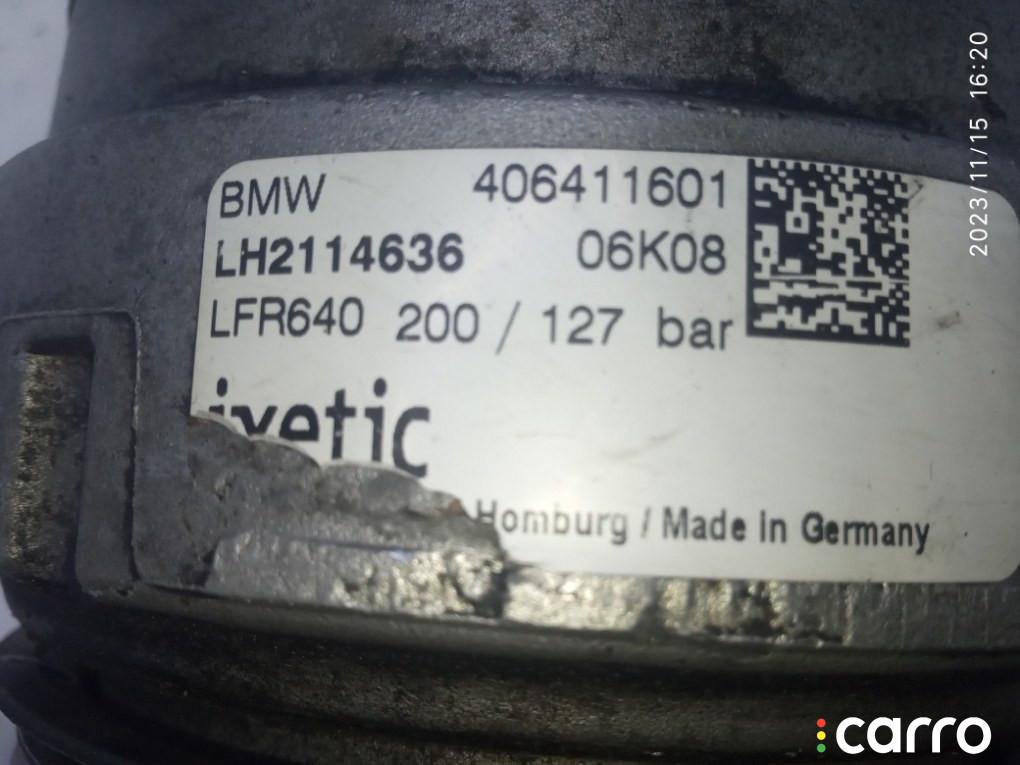 BMW 406411601
LH2114636 06K08
LFR640 200 / 127 bar
ixetic
Homburg / Made in Germany
2023/11/15 16:20
carro